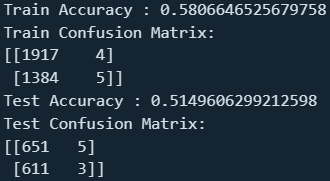 Train Accuracy : 0.5806646525679758
Train Confusion Matrix:
[[1917    4]
 [1384    5]]
Test Accuracy : 0.5149606299212598
Test Confusion Matrix:
[[651   5]
 [611   3]]